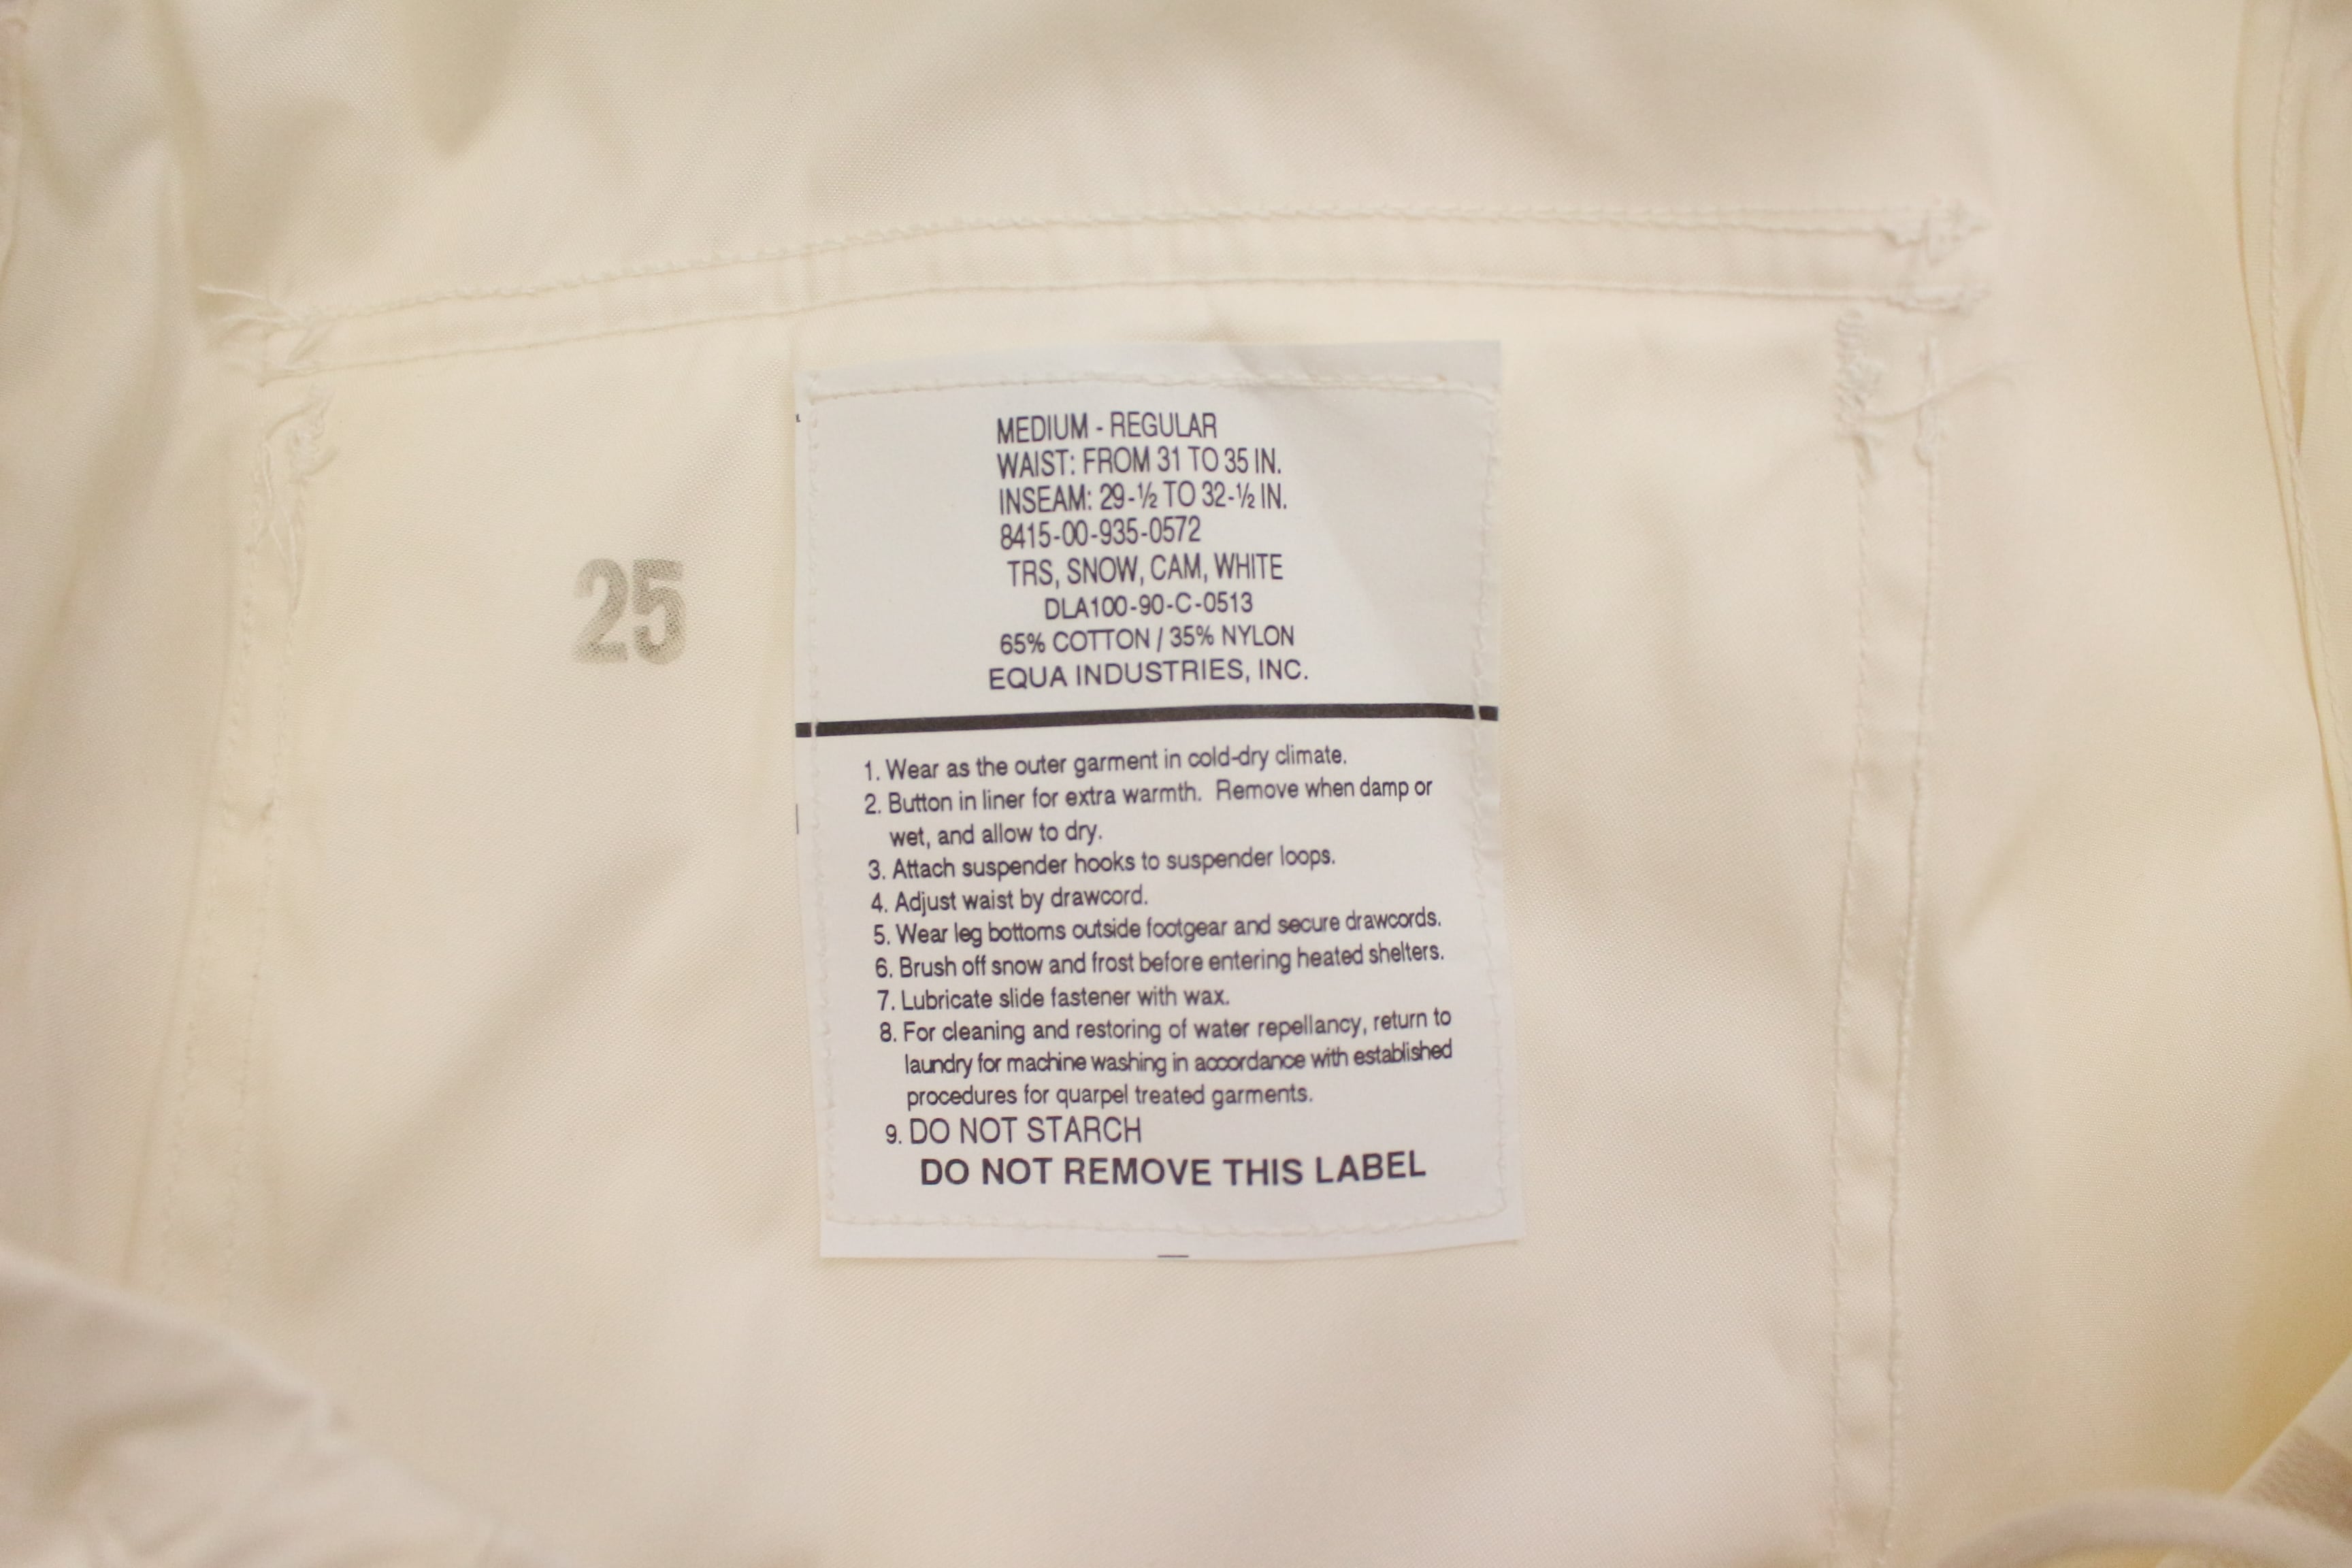 25
MEDIUM - REGULAR
WAIST: FROM 31 TO 35 IN.
INSEAM: 29-½ TO 32-½ IN.
8415-00-935-0572
TRS, SNOW, CAM, WHITE
DLA100-90-C-0513
65% COTTON / 35% NYLON
EQUA INDUSTRIES, INC.
1. Wear as the outer garment in cold-dry climate.
2. Button in liner for extra warmth. Remove when damp or
wet, and allow to dry.
3. Attach suspender hooks to suspender loops.
4. Adjust waist by drawcord.
5. Wear leg bottoms outside footgear and secure drawcords.
6. Brush off snow and frost before entering heated shelters.
7. Lubricate slide fastener with wax.
8. For cleaning and restoring of water repellancy, return to
laundry for machine washing in accordance with established
procedures for quarpel treated garments.
9. DO NOT STARCH
DO NOT REMOVE THIS LABEL